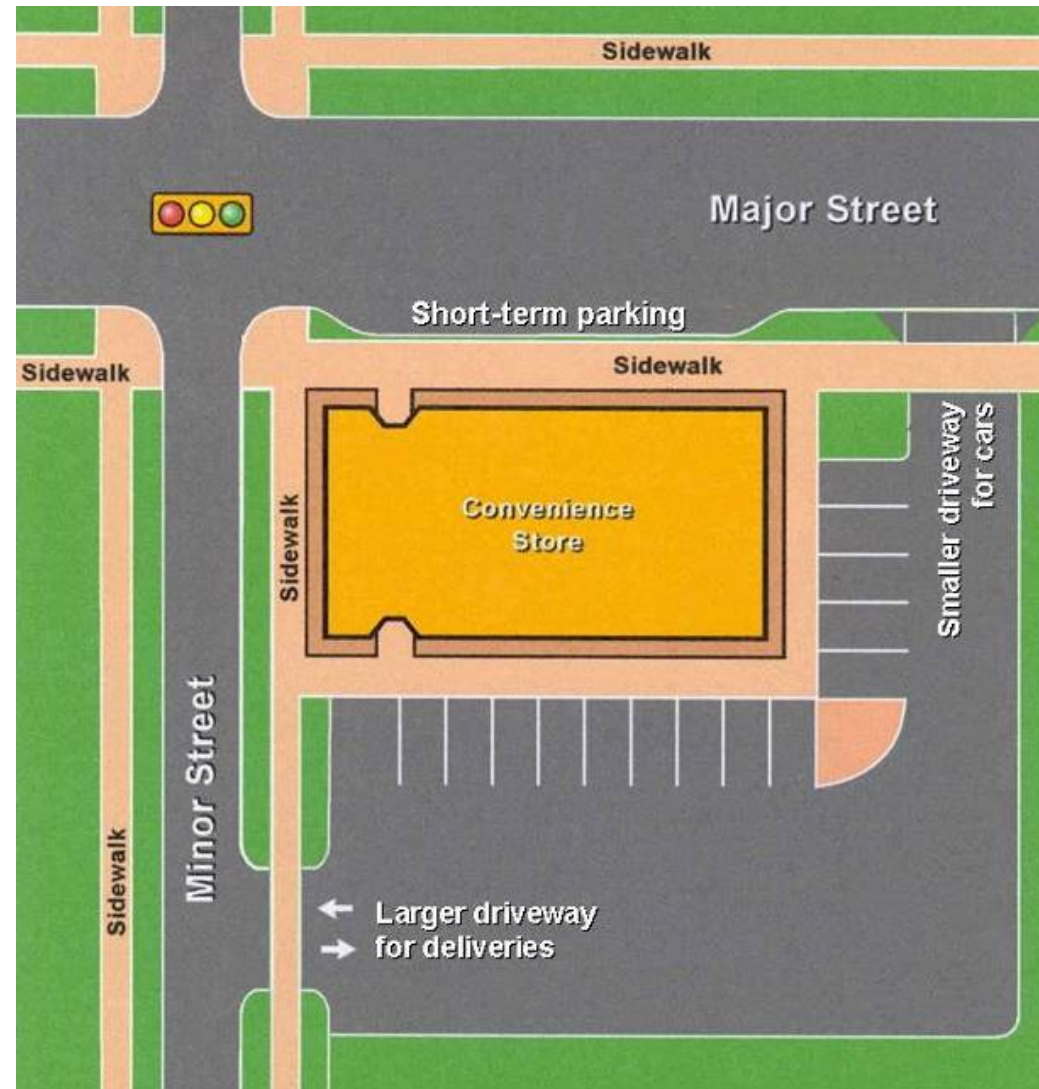 Sidewalk
Major Street
Short-term parking
Sidewalk
Sidewalk
Smaller driveway
for cars
Convenience
Store
Sidewalk
Minor Street
Sidewalk
Larger driveway
for deliveries